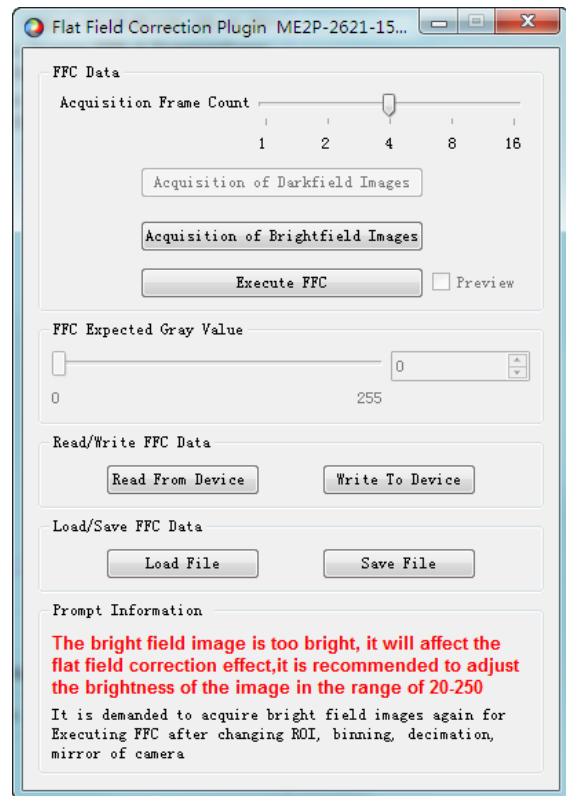 Flat Field Correction Plugin ME2P-2621-15...
FFC Data
Acquisition Frame Count
1 2 4 8 16
Acquisition of Darkfield Images
Acquisition of Brightfield Images
Execute FFC Preview
FFC Expected Gray Value
0
0 255
Read/Write FFC Data
Read From Device Write To Device
Load/Save FFC Data
Load File Save File
Prompt Information
The bright field image is too bright, it will affect the
flat field correction effect,it is recommended to adjust
the brightness of the image in the range of 20-250
It is demanded to acquire bright field images again for
Executing FFC after changing ROI, binning, decimation,
mirror of camera